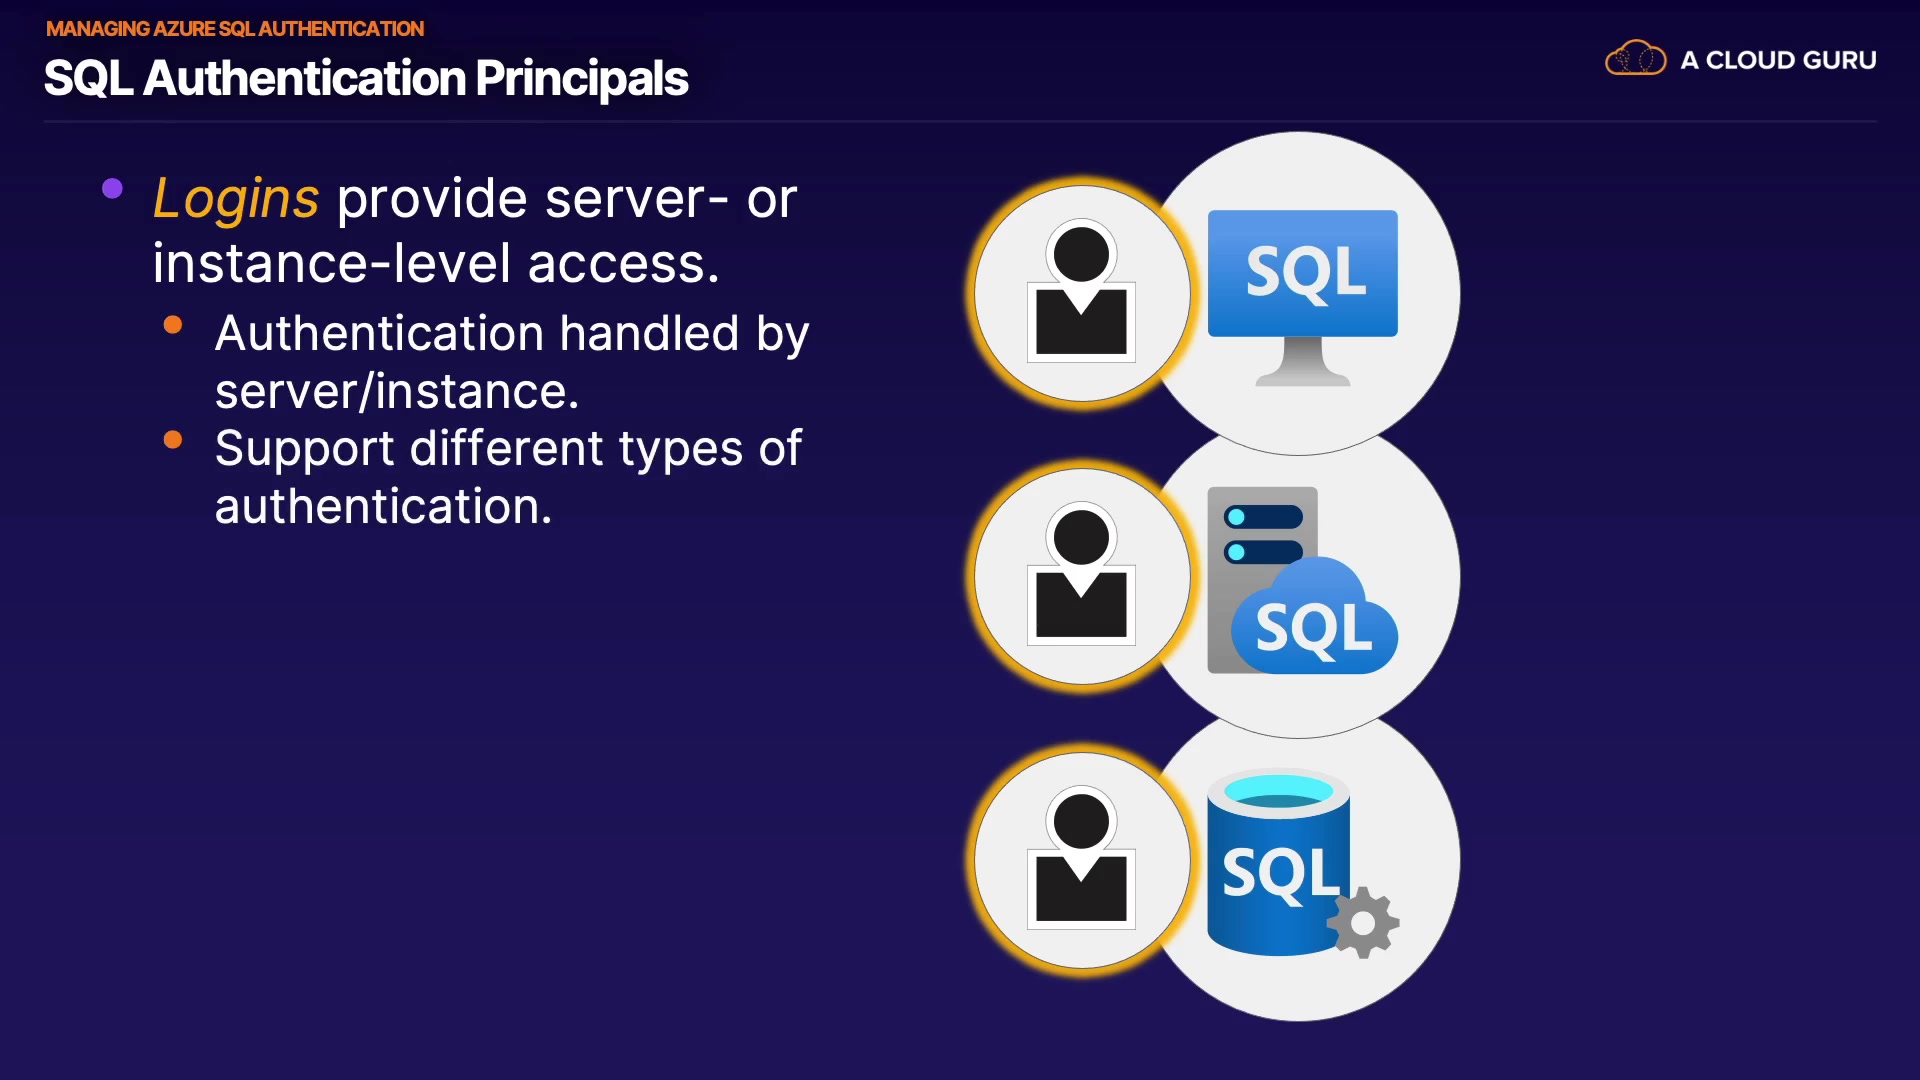 MANAGING AZURE SQL AUTHENTICATION
SQL Authentication Principals
A CLOUD GURU
Logins provide server- or
instance-level access.
Authentication handled by
server/instance.
Support different types of
authentication.
SQL
SQL
SQL